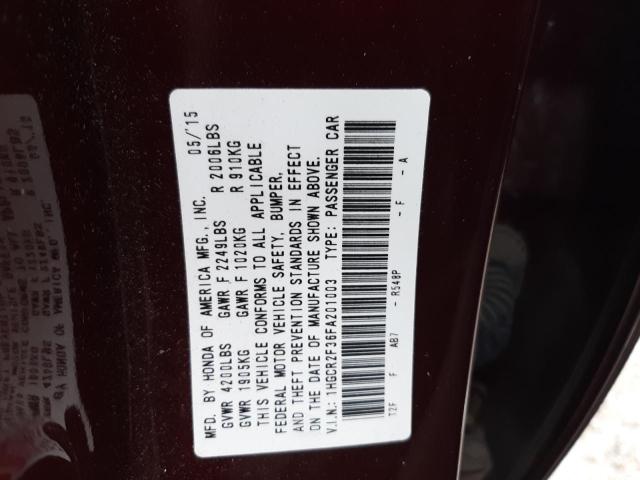 MFD. BY HONDA OF AMERICA MFG., INC. 05/'15
GVWR 4200LBS GAWR F 2249LBS R 2006LBS
GVWR 1905KG GAWR F 1020KG R 910KG
THIS VEHICLE CONFORMS TO ALL APPLICABLE
FEDERAL MOTOR VEHICLE SAFETY, BUMPER,
AND THEFT PREVENTION STANDARDS IN EFFECT
ON THE DATE OF MANUFACTURE SHOWN ABOVE.
V.I.N.: 1HGCR2F36FA201003 TYPE: PASSENGER CAR
T2F F AB7 - R548P - F - A